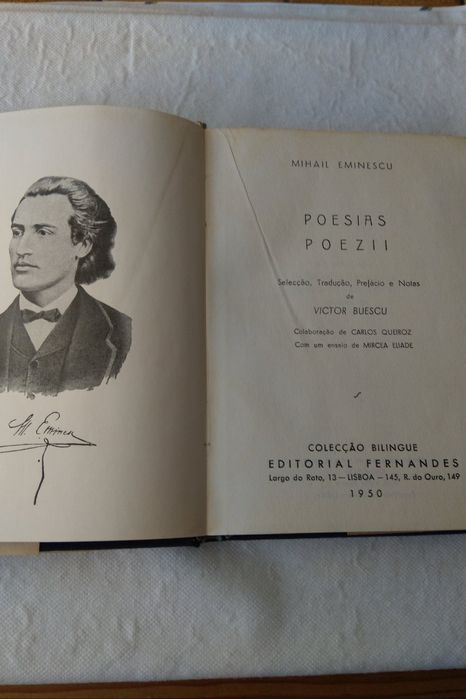 M. Eminescu
MIHAIL EMINESCU
POESIAS
POEZII
Selecção, Tradução, Prefácio e Notas
de
VICTOR BUESCU
Colaboração de CARLOS QUEIROZ
Com um ensaio de MIRCEA ELIADE
COLECÇÃO BILINGUE
EDITORIAL FERNANDES
Largo do Rato, 13 — LISBOA — 145, R. do Ouro, 149
1950